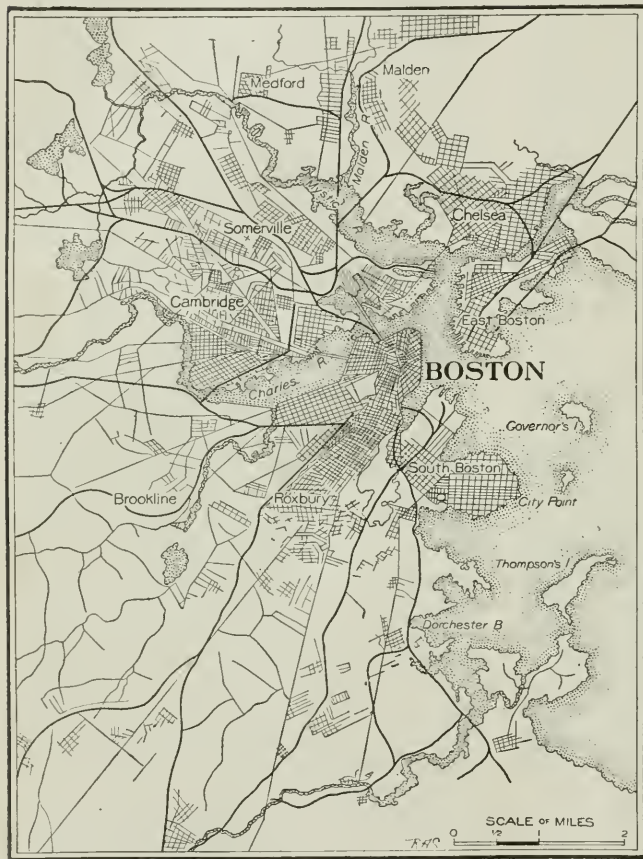 Medford
Malden
Malden R.
Chelsea
Somerville
Cambridge
East Boston
Charles R.
BOSTON
Governor's I
South Boston
Brookline
Roxbury
City Point
Thompson's I
Dorchester B
SCALE OF MILES
0 1/2 1 2